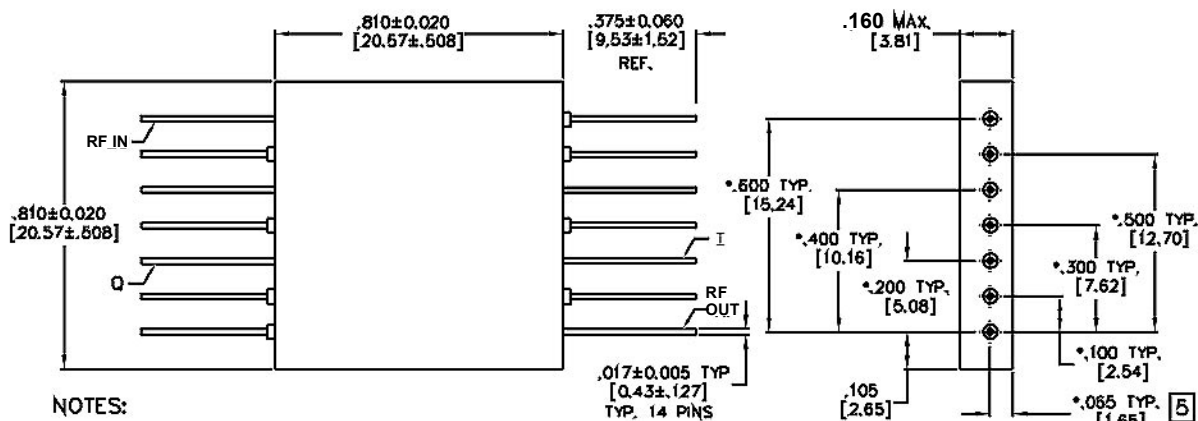 .810±0.020
[20.57±.508]
.375±0.060
[9.53±1.52]
REF.
.160 MAX.
[3.81]
RF IN
.810±0.020
[20.57±.508]
Q
I
RF
OUT
.017±0.005 TYP
[0.43±.127]
TYP. 14 PINS
*.600 TYP.
[15.24]
*.400 TYP.
[10.16]
*.200 TYP.
[5.08]
.105
[2.65]
*.500 TYP.
[12.70]
*.300 TYP.
[7.62]
*.100 TYP.
[2.54]
*.065 TYP. 5
[1.65]
NOTES: